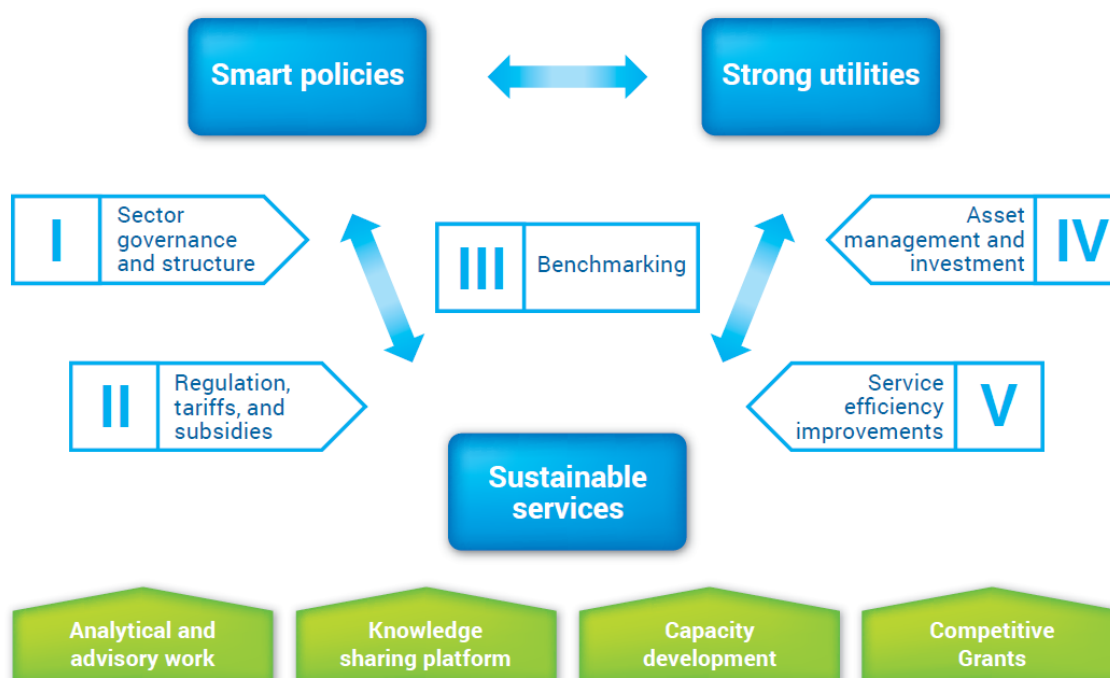 Smart policies
Strong utilities
I
Sector
governance
and structure
III
Benchmarking
Asset
management and
investment
IV
II
Regulation,
tariffs, and
subsidies
Service
efficiency
improvements
V
Sustainable
services
Analytical and
advisory work
Knowledge
sharing platform
Capacity
development
Competitive
Grants